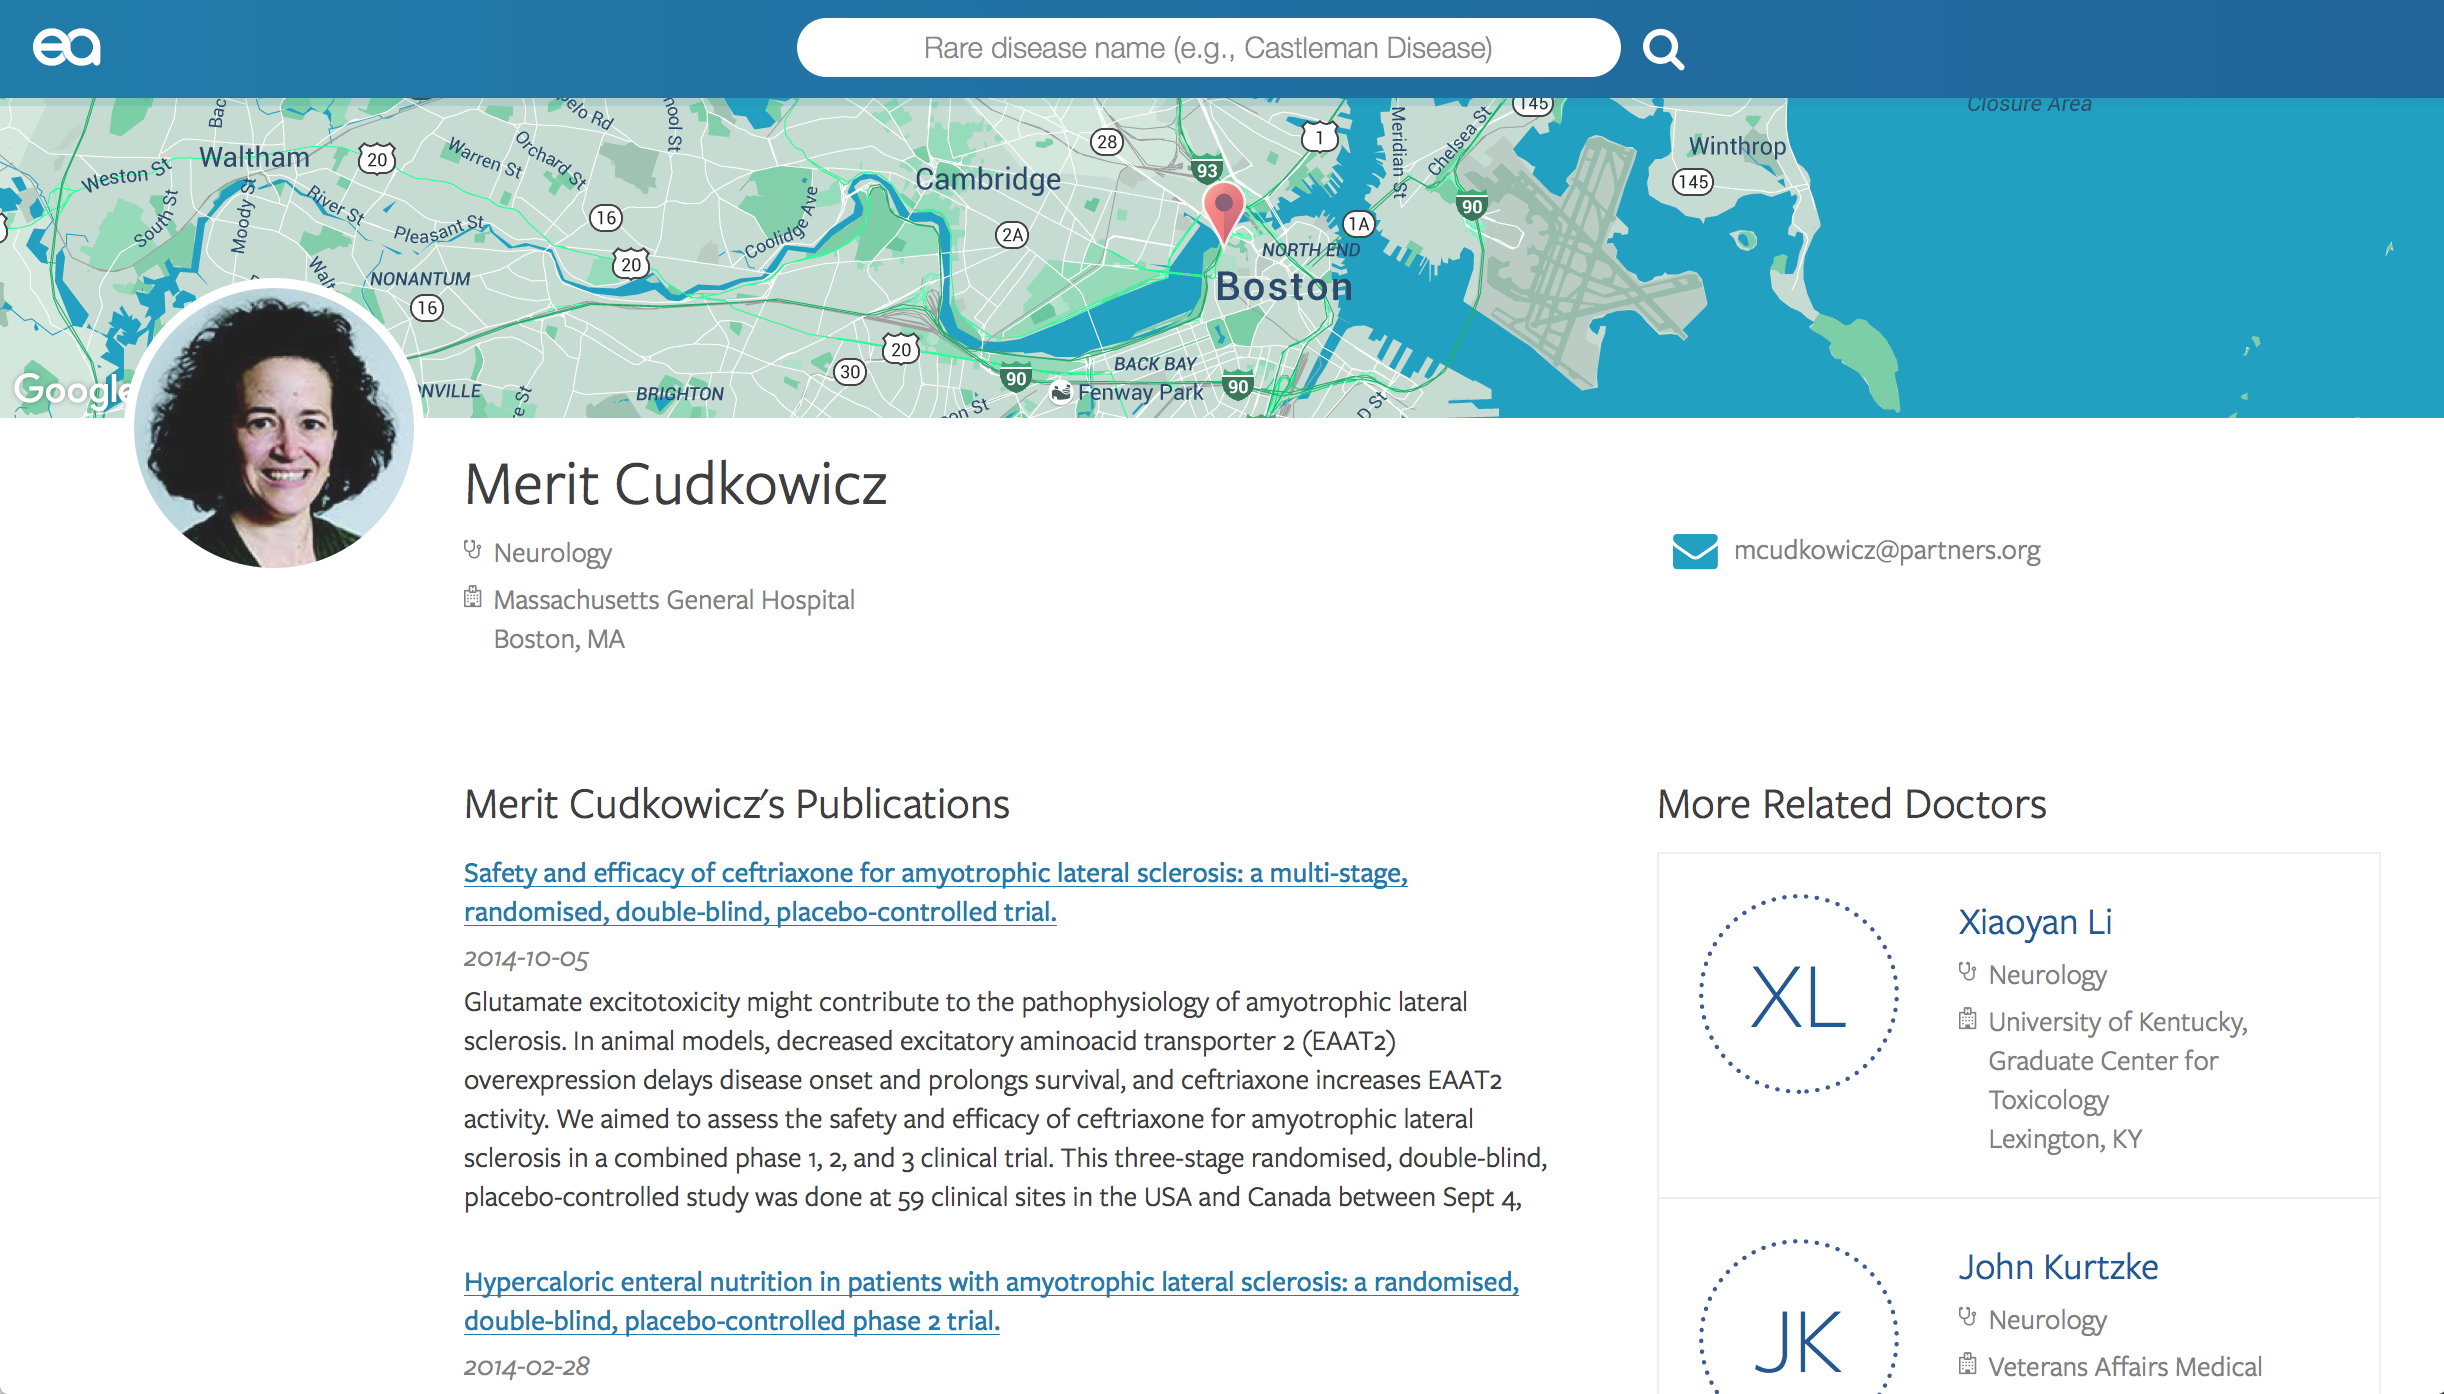 ea
Rare disease name (e.g., Castleman Disease)
Closure Area
Waltham
Weston St
South St
Moody St
River St
Pleasant St
Warren St
Orchard St
Coolidge Ave
NONANTUM
20
16
20
16
20
30
28
2A
93
1
145
Meridian St
Chelsea St
90
1A
Winthrop
145
Cambridge
NORTH END
Boston
BACK BAY
90
90
Fenway Park
BRIGHTON
D St
Google
Merit Cudkowicz
Neurology
Massachusetts General Hospital
Boston, MA
mcudkowicz@partners.org
Merit Cudkowicz's Publications
Safety and efficacy of ceftriaxone for amyotrophic lateral sclerosis: a multi-stage,
randomised, double-blind, placebo-controlled trial.
2014-10-05
Glutamate excitotoxicity might contribute to the pathophysiology of amyotrophic lateral
sclerosis. In animal models, decreased excitatory aminoacid transporter 2 (EAAT2)
overexpression delays disease onset and prolongs survival, and ceftriaxone increases EAAT2
activity. We aimed to assess the safety and efficacy of ceftriaxone for amyotrophic lateral
sclerosis in a combined phase 1, 2, and 3 clinical trial. This three-stage randomised, double-blind,
placebo-controlled study was done at 59 clinical sites in the USA and Canada between Sept 4,
Hypercaloric enteral nutrition in patients with amyotrophic lateral sclerosis: a randomised,
double-blind, placebo-controlled phase 2 trial.
2014-02-28
More Related Doctors
XL
Xiaoyan Li
Neurology
University of Kentucky,
Graduate Center for
Toxicology
Lexington, KY
JK
John Kurtzke
Neurology
Veterans Affairs Medical